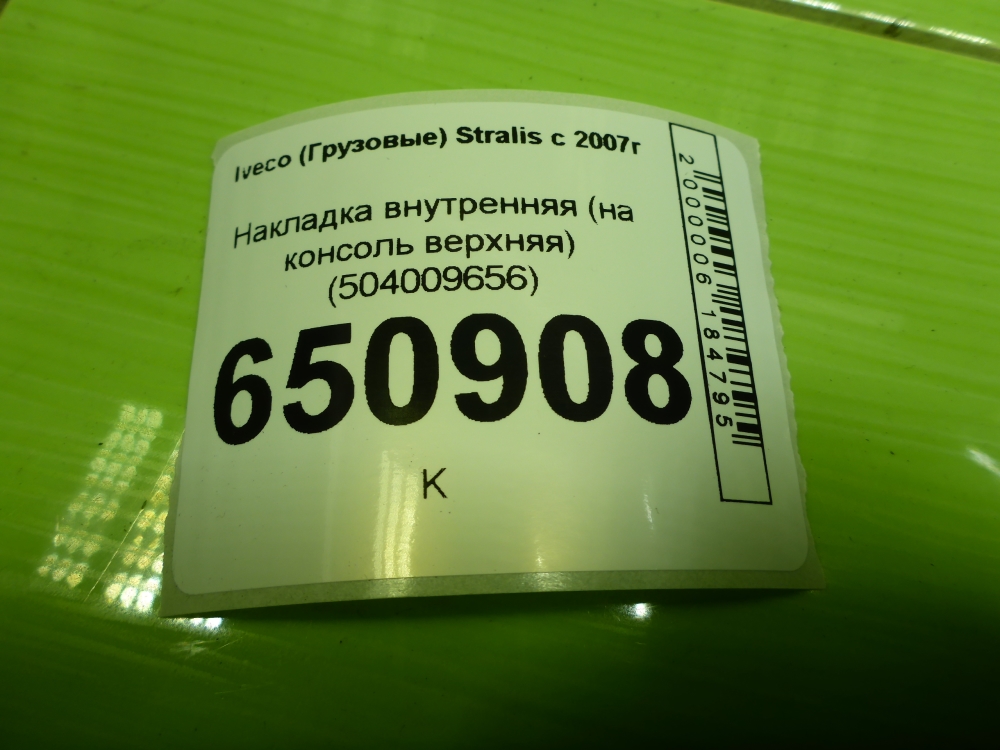 Iveco (Грузовые) Stralis с 2007г
Накладка внутренняя (на
консоль верхняя)
(504009656)
650908
К
2000006184795